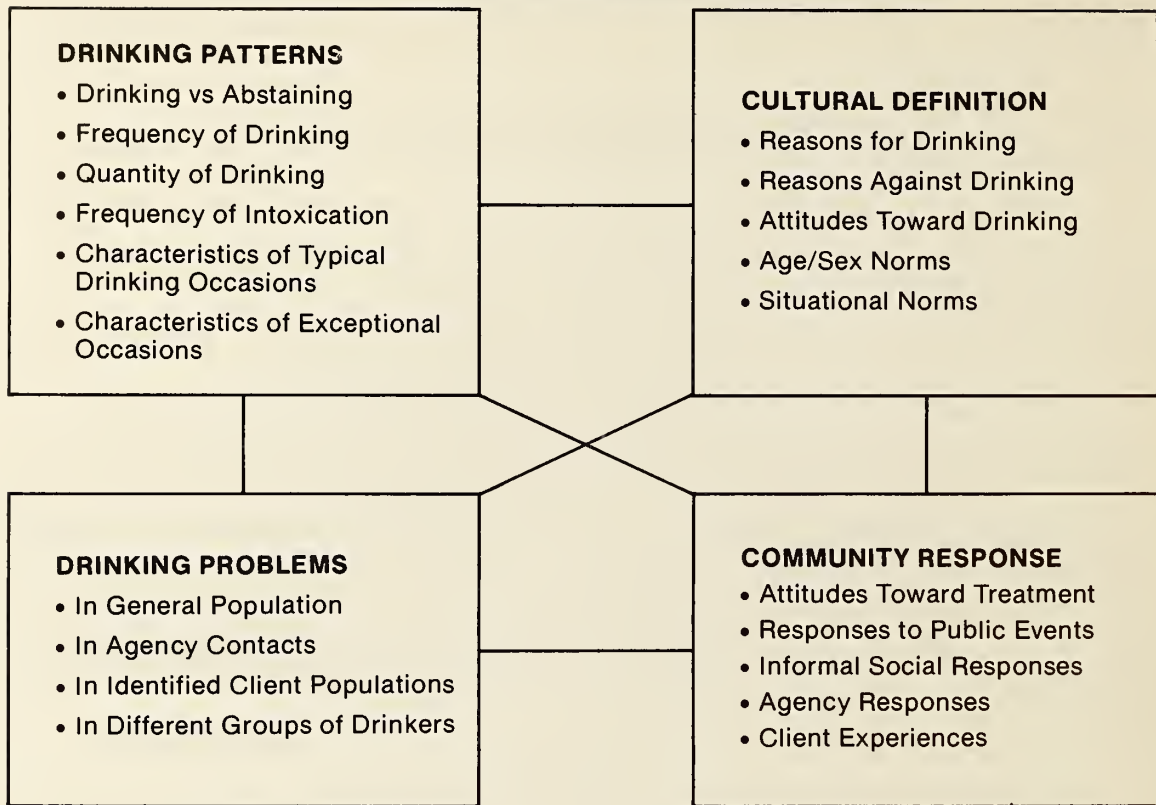 DRINKING PATTERNS
• Drinking vs Abstaining
• Frequency of Drinking
• Quantity of Drinking
• Frequency of Intoxication
• Characteristics of Typical
Drinking Occasions
• Characteristics of Exceptional
Occasions
CULTURAL DEFINITION
• Reasons for Drinking
• Reasons Against Drinking
• Attitudes Toward Drinking
• Age/Sex Norms
• Situational Norms
DRINKING PROBLEMS
• In General Population
• In Agency Contacts
• In Identified Client Populations
• In Different Groups of Drinkers
COMMUNITY RESPONSE
• Attitudes Toward Treatment
• Responses to Public Events
• Informal Social Responses
• Agency Responses
• Client Experiences